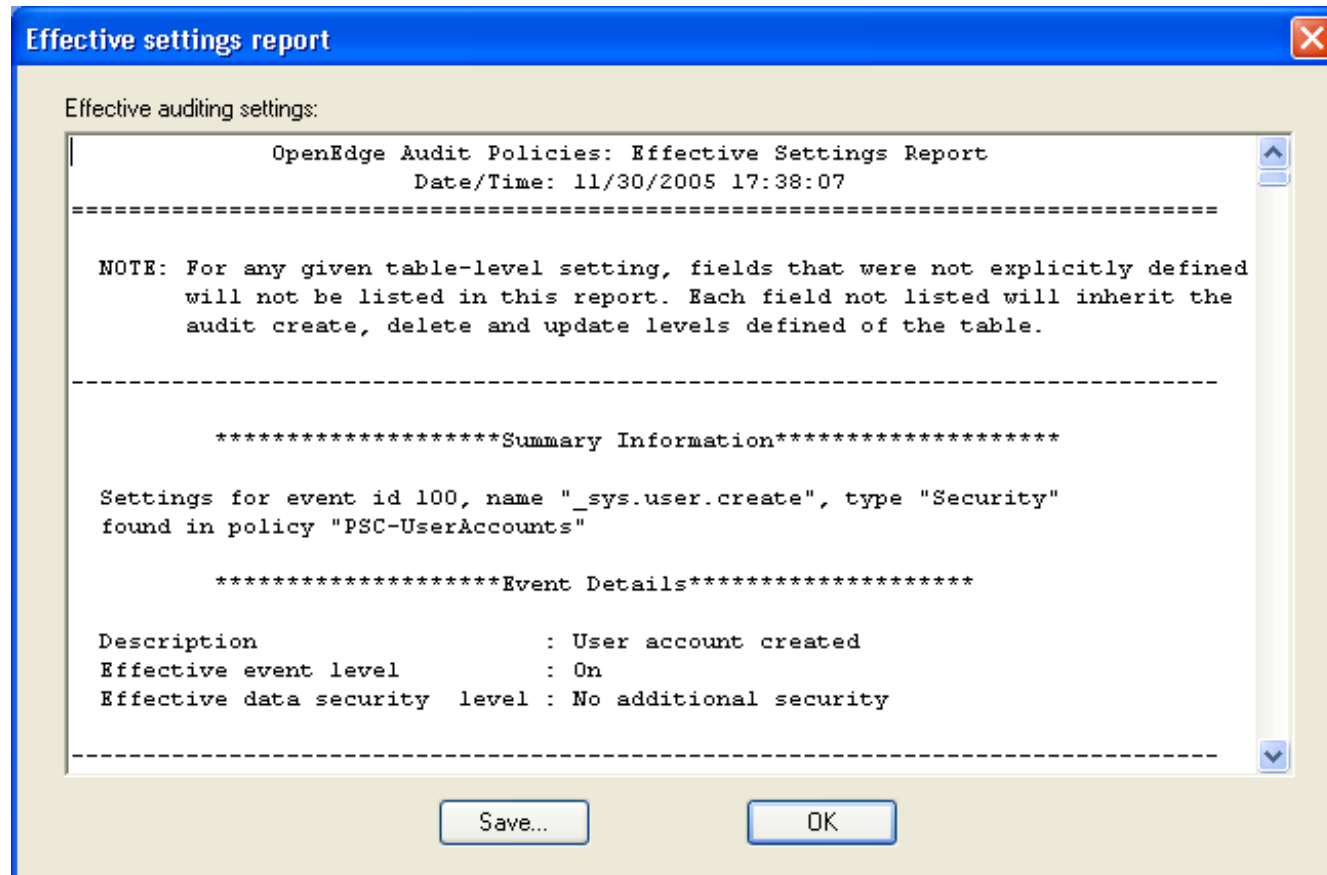 Effective settings report
Effective auditing settings:
OpenEdge Audit Policies: Effective Settings Report
Date/Time: 11/30/2005 17:38:07
================================================================================
NOTE: For any given table-level setting, fields that were not explicitly defined
will not be listed in this report. Each field not listed will inherit the
audit create, delete and update levels defined of the table.
--------------------------------------------------------------------------------
********************Summary Information********************
Settings for event id 100, name "_sys.user.create", type "Security"
found in policy "PSC-UserAccounts"
********************Event Details********************
Description : User account created
Effective event level : On
Effective data security level : No additional security
--------------------------------------------------------------------------------
Save...
OK